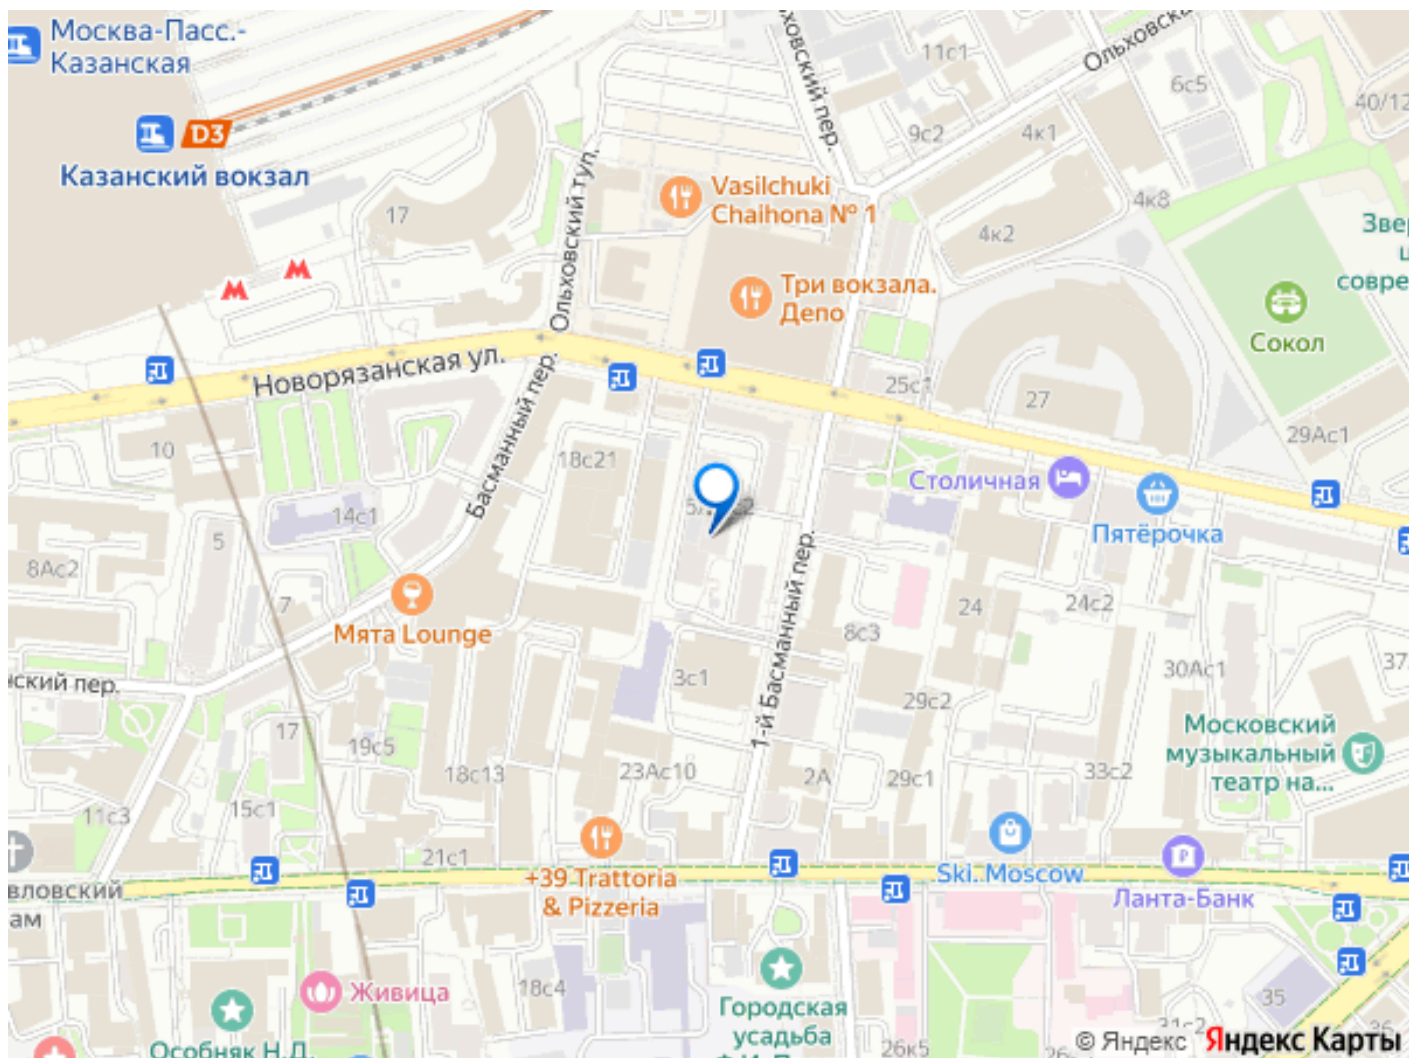 Москва-Пасс.-
Казанская
D3
Казанский вокзал
17
Ольховский туп.
Vasilchuki
Chaihona № 1
Три вокзала.
Депо
ховский пер.
11с1
Ольховская
6с5
40/12
9с2
4к1
4к8
4к2
Звер
ц
совре
Сокол
Новорязанская ул.
25с1
27
29Ас1
10
Басманный пер.
18с21
14с1
5
8Ас2
7
Столичная
Пятёрочка
Мята Lounge
нский пер.
1-й Басманный пер.
8с3
24
24с2
3с1
29с2
30Ас1
37
Московский
музыкальный
театр на...
17
19с5
18с13
23Ас10
2А
29с1
33с2
11с3
15с1
21с1
+39 Trattoria
& Pizzeria
Ski. Moscow
Р
Ланта-Банк
вловский
ам
Живица
18с4
Городская
усадьба
Особняк Н.Д.
26к5
35
31с2
© Яндекс Яндекс Карты